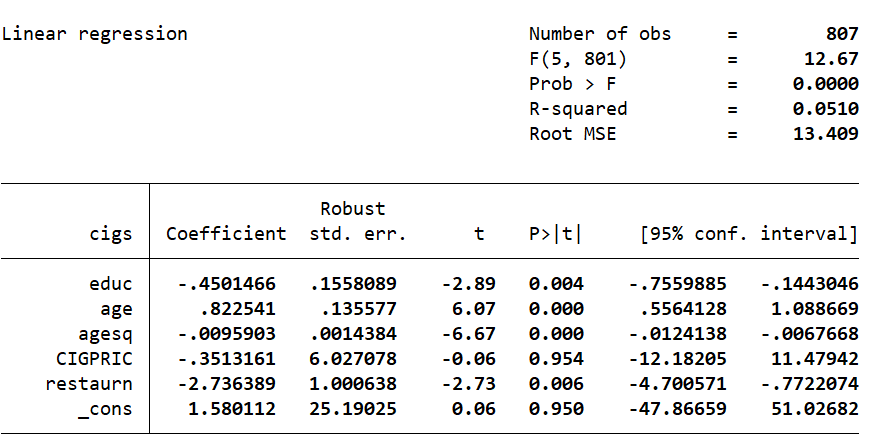 Linear regression Number of obs = 807
F(5, 801) = 12.67
Prob > F = 0.0000
R-squared = 0.0510
Root MSE = 13.409
Robust
cigs Coefficient std. err. t P>|t| [95% conf. interval]
educ -.4501466 .1558089 -2.89 0.004 -.7559885 -.1443046
age .822541 .135577 6.07 0.000 .5564128 1.088669
agesq -.0095903 .0014384 -6.67 0.000 -.0124138 -.0067668
CIGPRIC -.3513161 6.027078 -0.06 0.954 -12.18205 11.47942
restaurn -2.736389 1.000638 -2.73 0.006 -4.700571 -.7722074
_cons 1.580112 25.19025 0.06 0.950 -47.86659 51.02682